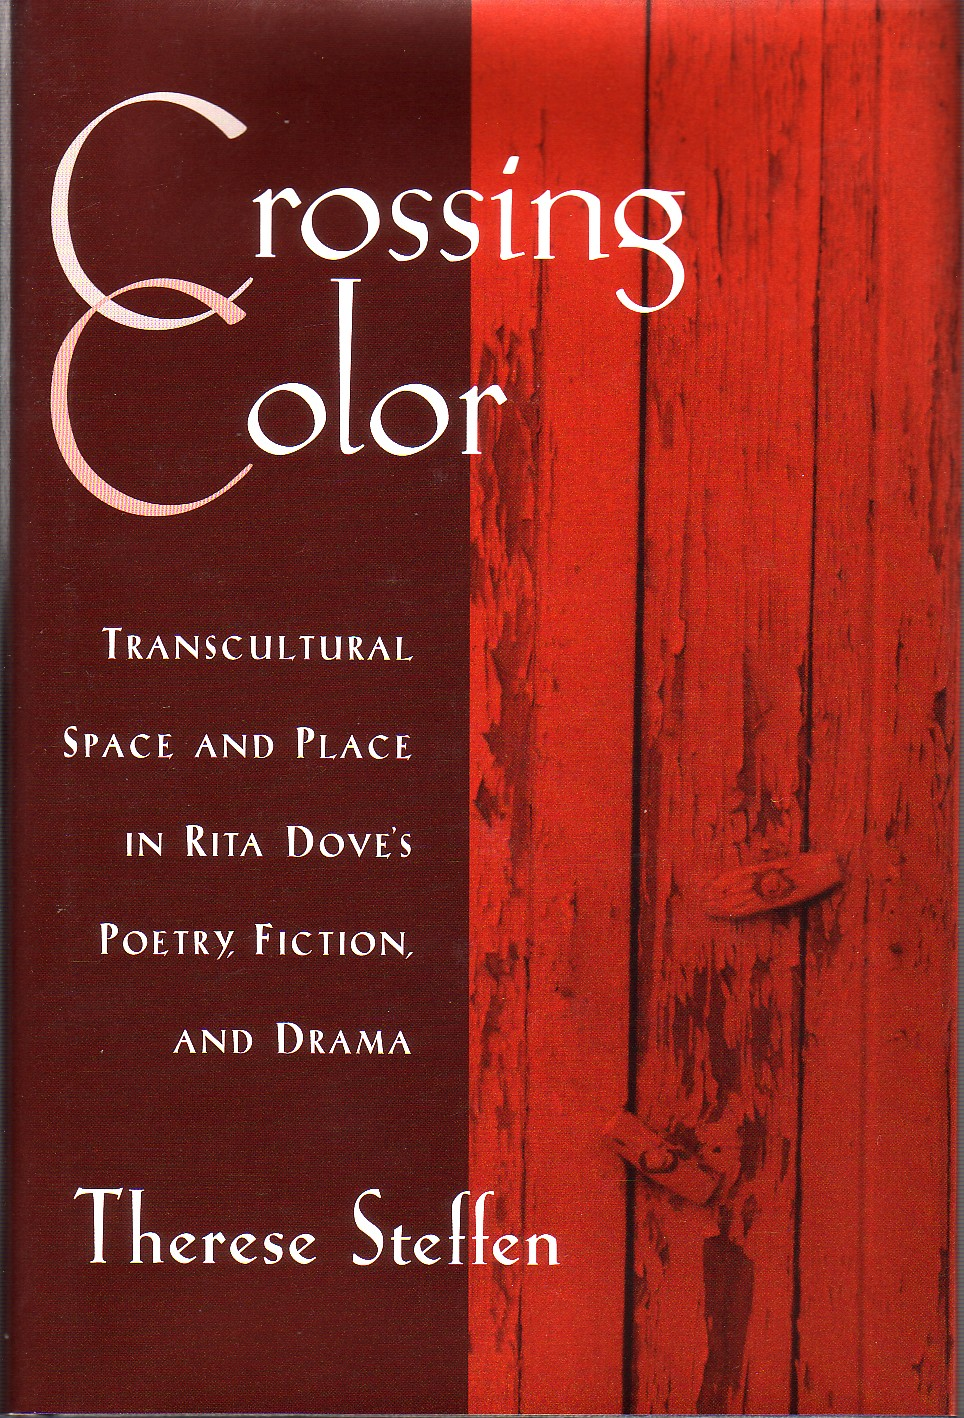 Crossing
Color
TRANSCULTURAL
SPACE AND PLACE
IN RITA DOVE'S
POETRY, FICTION,
AND DRAMA
Therese Steffen